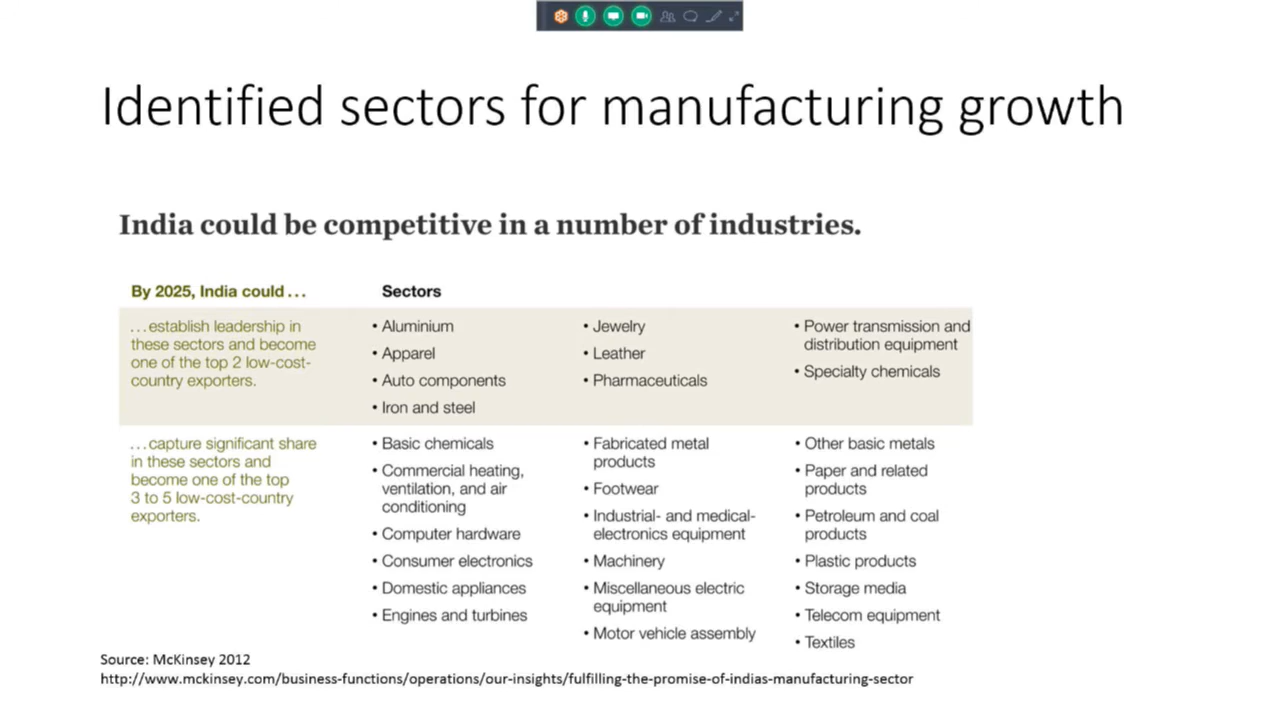 Identified sectors for manufacturing growth
India could be competitive in a number of industries.
By 2025, India could ...
Sectors
...establish leadership in
these sectors and become
one of the top 2 low-cost-
country exporters.
• Aluminium
• Apparel
• Auto components
• Iron and steel
• Jewelry
• Leather
• Pharmaceuticals
• Power transmission and
distribution equipment
• Specialty chemicals
...capture significant share
in these sectors and
become one of the top
3 to 5 low-cost-country
exporters.
• Basic chemicals
• Commercial heating,
ventilation, and air
conditioning
• Computer hardware
• Consumer electronics
• Domestic appliances
• Engines and turbines
• Fabricated metal
products
• Footwear
• Industrial- and medical-
electronics equipment
• Machinery
• Miscellaneous electric
equipment
• Motor vehicle assembly
• Other basic metals
• Paper and related
products
• Petroleum and coal
products
• Plastic products
• Storage media
• Telecom equipment
• Textiles
Source: McKinsey 2012
http://www.mckinsey.com/business-functions/operations/our-insights/fulfilling-the-promise-of-indias-manufacturing-sector